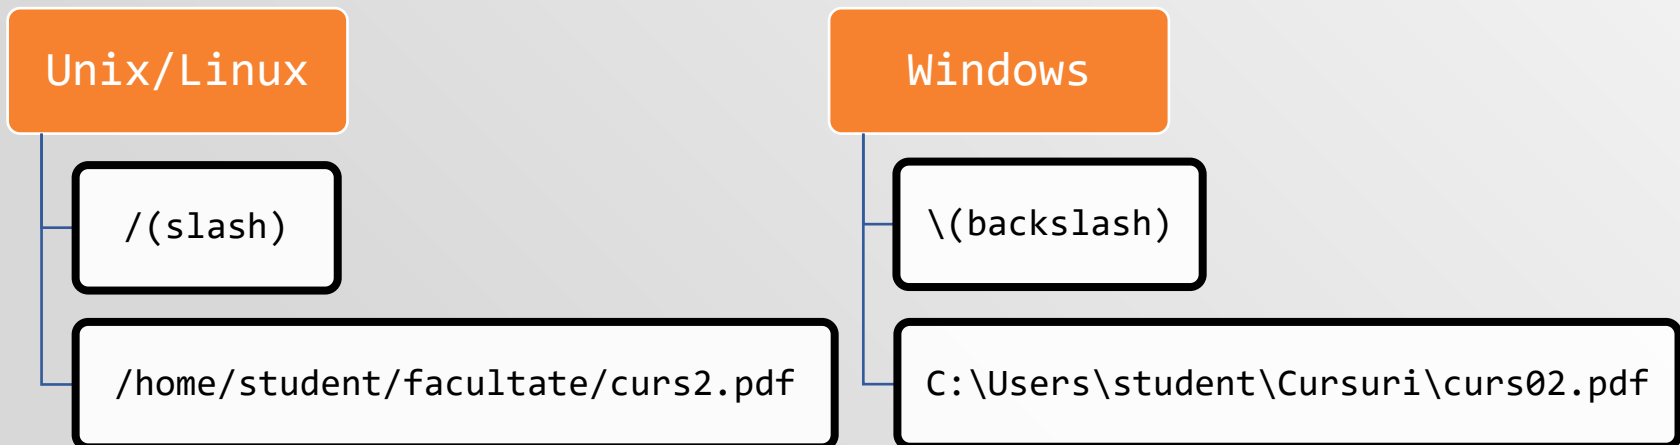 Unix/Linux
/(slash)
/home/student/facultate/curs2.pdf
Windows
\(backslash)
C:\Users\student\Cursuri\curs02.pdf